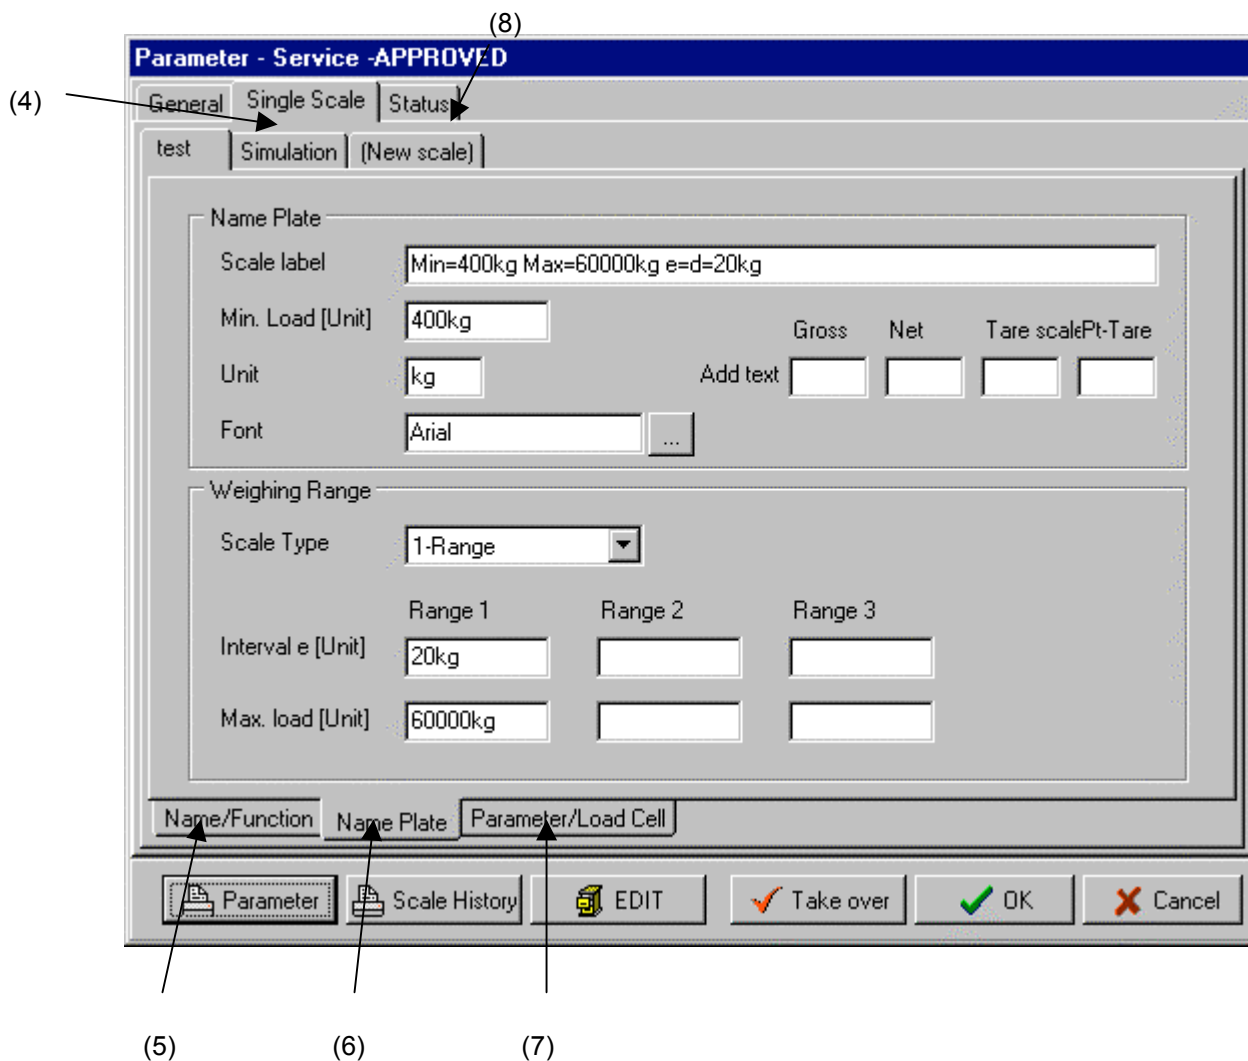 (8)
Parameter - Service -APPROVED
(4)
General Single Scale Status
test Simulation (New scale)
Name Plate
Scale label Min=400kg Max=60000kg e=d=20kg
Min. Load [Unit] 400kg
Gross Net Tare scale Pt-Tare
Unit kg Add text
Font Arial ...
Weighing Range
Scale Type 1-Range
Range 1 Range 2 Range 3
Interval e [Unit] 20kg
Max. load [Unit] 60000kg
Name/Function Name Plate Parameter/Load Cell
Parameter Scale History EDIT Take over OK Cancel
(5) (6) (7)